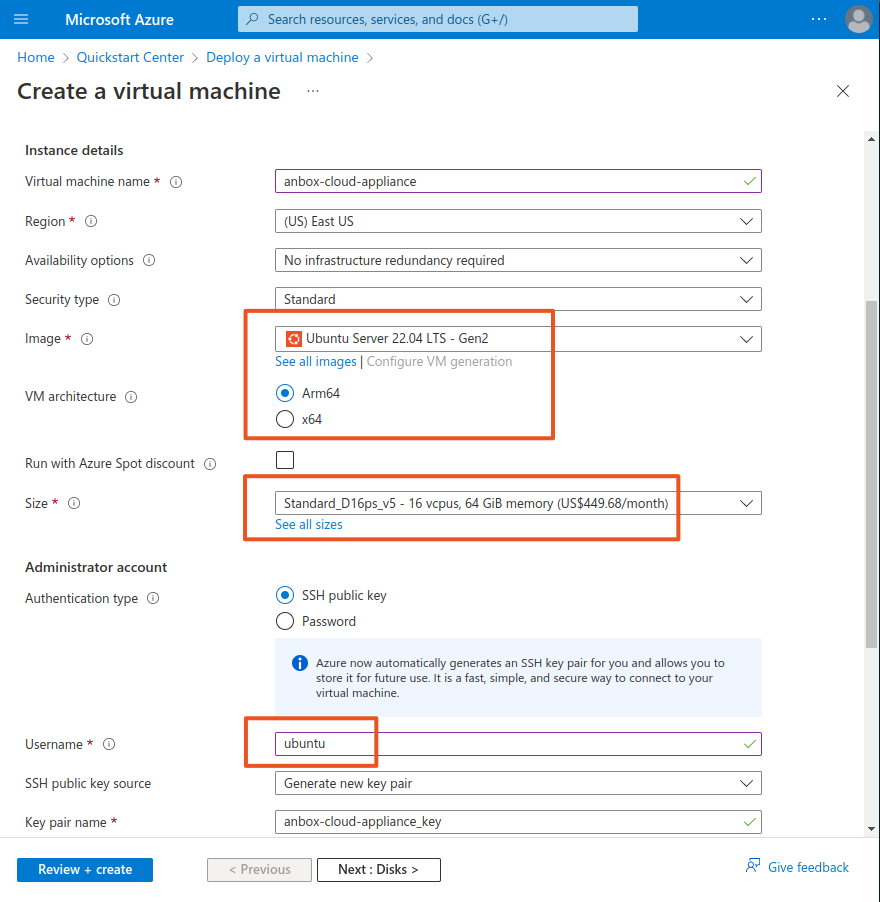 Microsoft Azure
Search resources, services, and docs (G+/)
Home > Quickstart Center > Deploy a virtual machine >
Create a virtual machine ...
Instance details
Virtual machine name *
anbox-cloud-appliance
Region *
(US) East US
Availability options
No infrastructure redundancy required
Security type
Standard
Image *
Ubuntu Server 22.04 LTS - Gen2
See all images | Configure VM generation
VM architecture
Arm64
x64
Run with Azure Spot discount
Size *
Standard_D16ps_v5 - 16 vcpus, 64 GiB memory (US$449.68/month)
See all sizes
Administrator account
Authentication type
SSH public key
Password
Azure now automatically generates an SSH key pair for you and allows you to
store it for future use. It is a fast, simple, and secure way to connect to your
virtual machine.
Username *
ubuntu
SSH public key source
Generate new key pair
Key pair name *
anbox-cloud-appliance_key
Review + create
< Previous
Next : Disks >
Give feedback